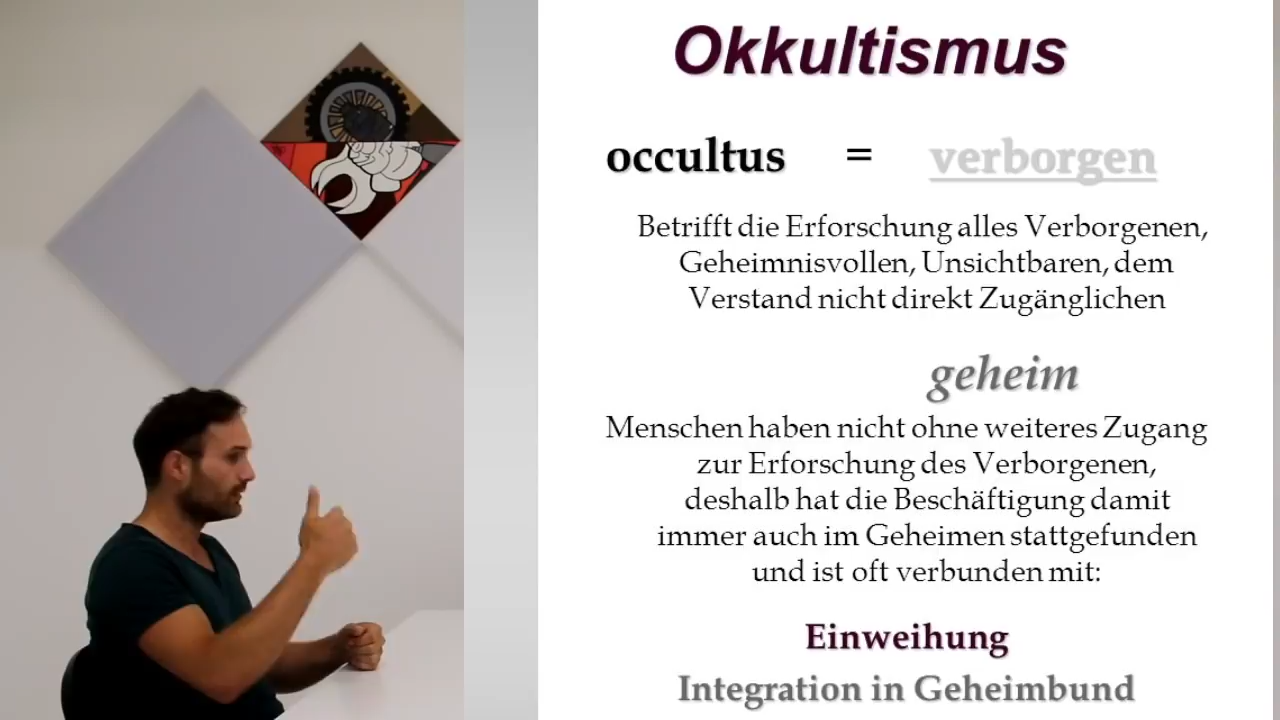 Okkultismus
occultus = verborgen
Betrifft die Erforschung alles Verborgenen,
Geheimnisvollen, Unsichtbaren, dem
Verstand nicht direkt Zugänglichen
geheim
Menschen haben nicht ohne weiteres Zugang
zur Erforschung des Verborgenen,
deshalb hat die Beschäftigung damit
immer auch im Geheimen stattgefunden
und ist oft verbunden mit:
Einweihung
Integration in Geheimbund